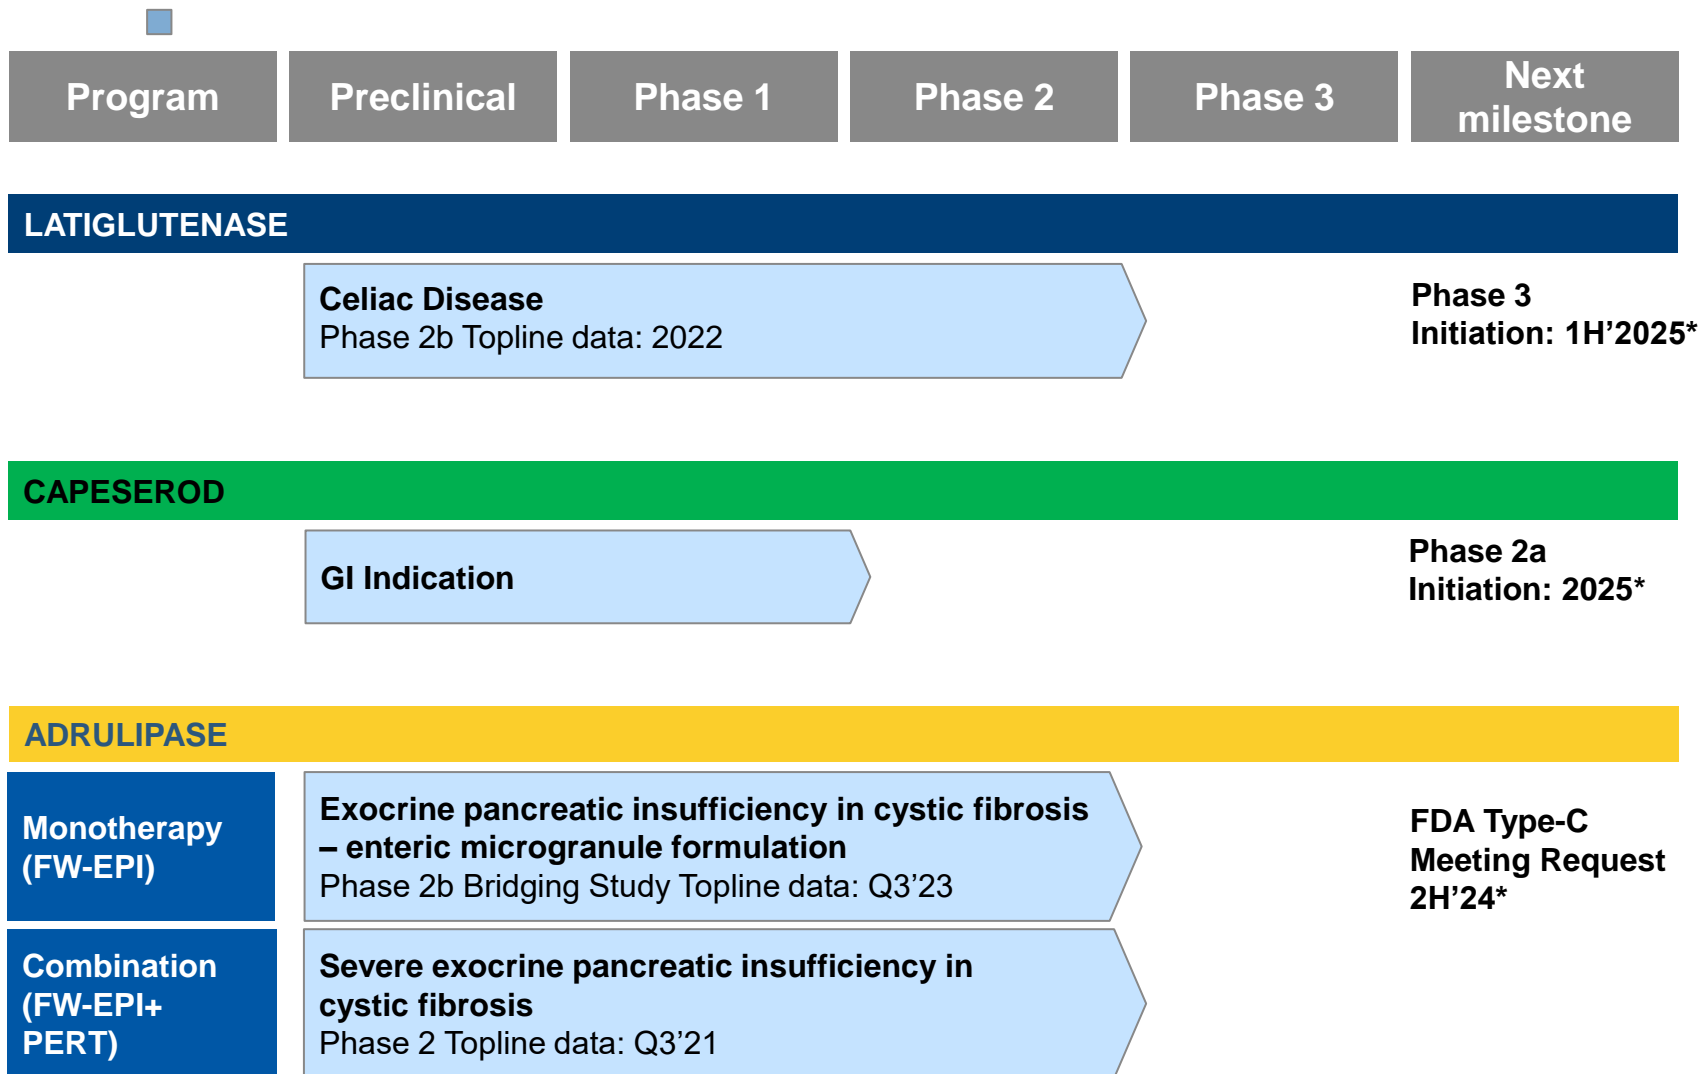 Program
Preclinical
Phase 1
Phase 2
Phase 3
Next
milestone
LATIGLUTENASE
Celiac Disease
Phase 2b Topline data: 2022
Phase 3
Initiation: 1H’2025*
CAPESEROD
GI Indication
Phase 2a
Initiation: 2025*
ADRULIPASE
Monotherapy
(FW-EPI)
Exocrine pancreatic insufficiency in cystic fibrosis
– enteric microgranule formulation
Phase 2b Bridging Study Topline data: Q3’23
FDA Type-C
Meeting Request
2H’24*
Combination
(FW-EPI+
PERT)
Severe exocrine pancreatic insufficiency in
cystic fibrosis
Phase 2 Topline data: Q3’21